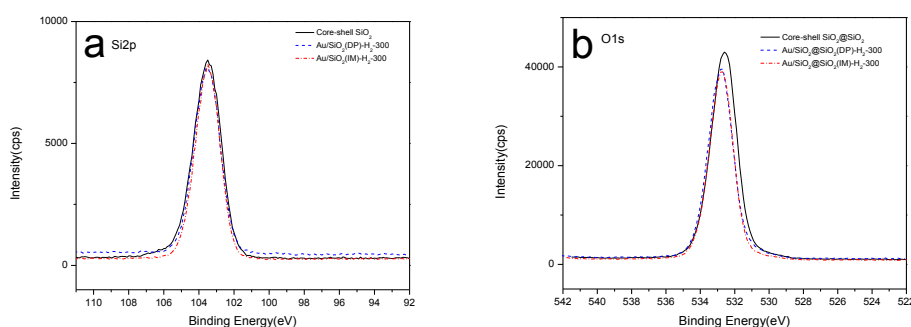 a Si2p
Core-shell SiO₂
Au/SiO₂(DP)-H₂-300
Au/SiO₂(IM)-H₂-300
10000
5000
0
Intensity(cps)
110 108 106 104 102 100 98 96 94 92
Binding Energy(eV)
b O1s
Core-shell SiO₂@SiO₂
Au/SiO₂@SiO₂(DP)-H₂-300
Au/SiO₂@SiO₂(IM)-H₂-300
40000
20000
0
Intensity(cps)
542 540 538 536 534 532 530 528 526 524 522
Binding Energy(eV)